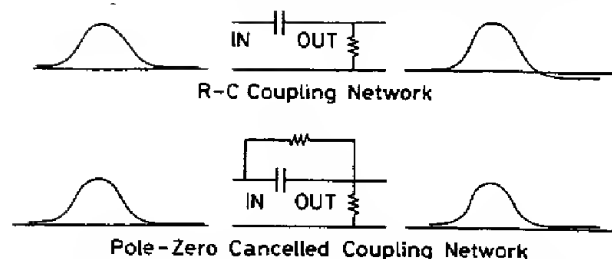 IN OUT
R-C Coupling Network
IN OUT
Pole-Zero Cancelled Coupling Network